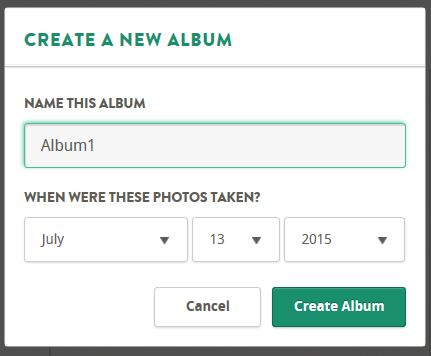 CREATE A NEW ALBUM
NAME THIS ALBUM
Album1
WHEN WERE THESE PHOTOS TAKEN?
July 13 2015
Cancel Create Album